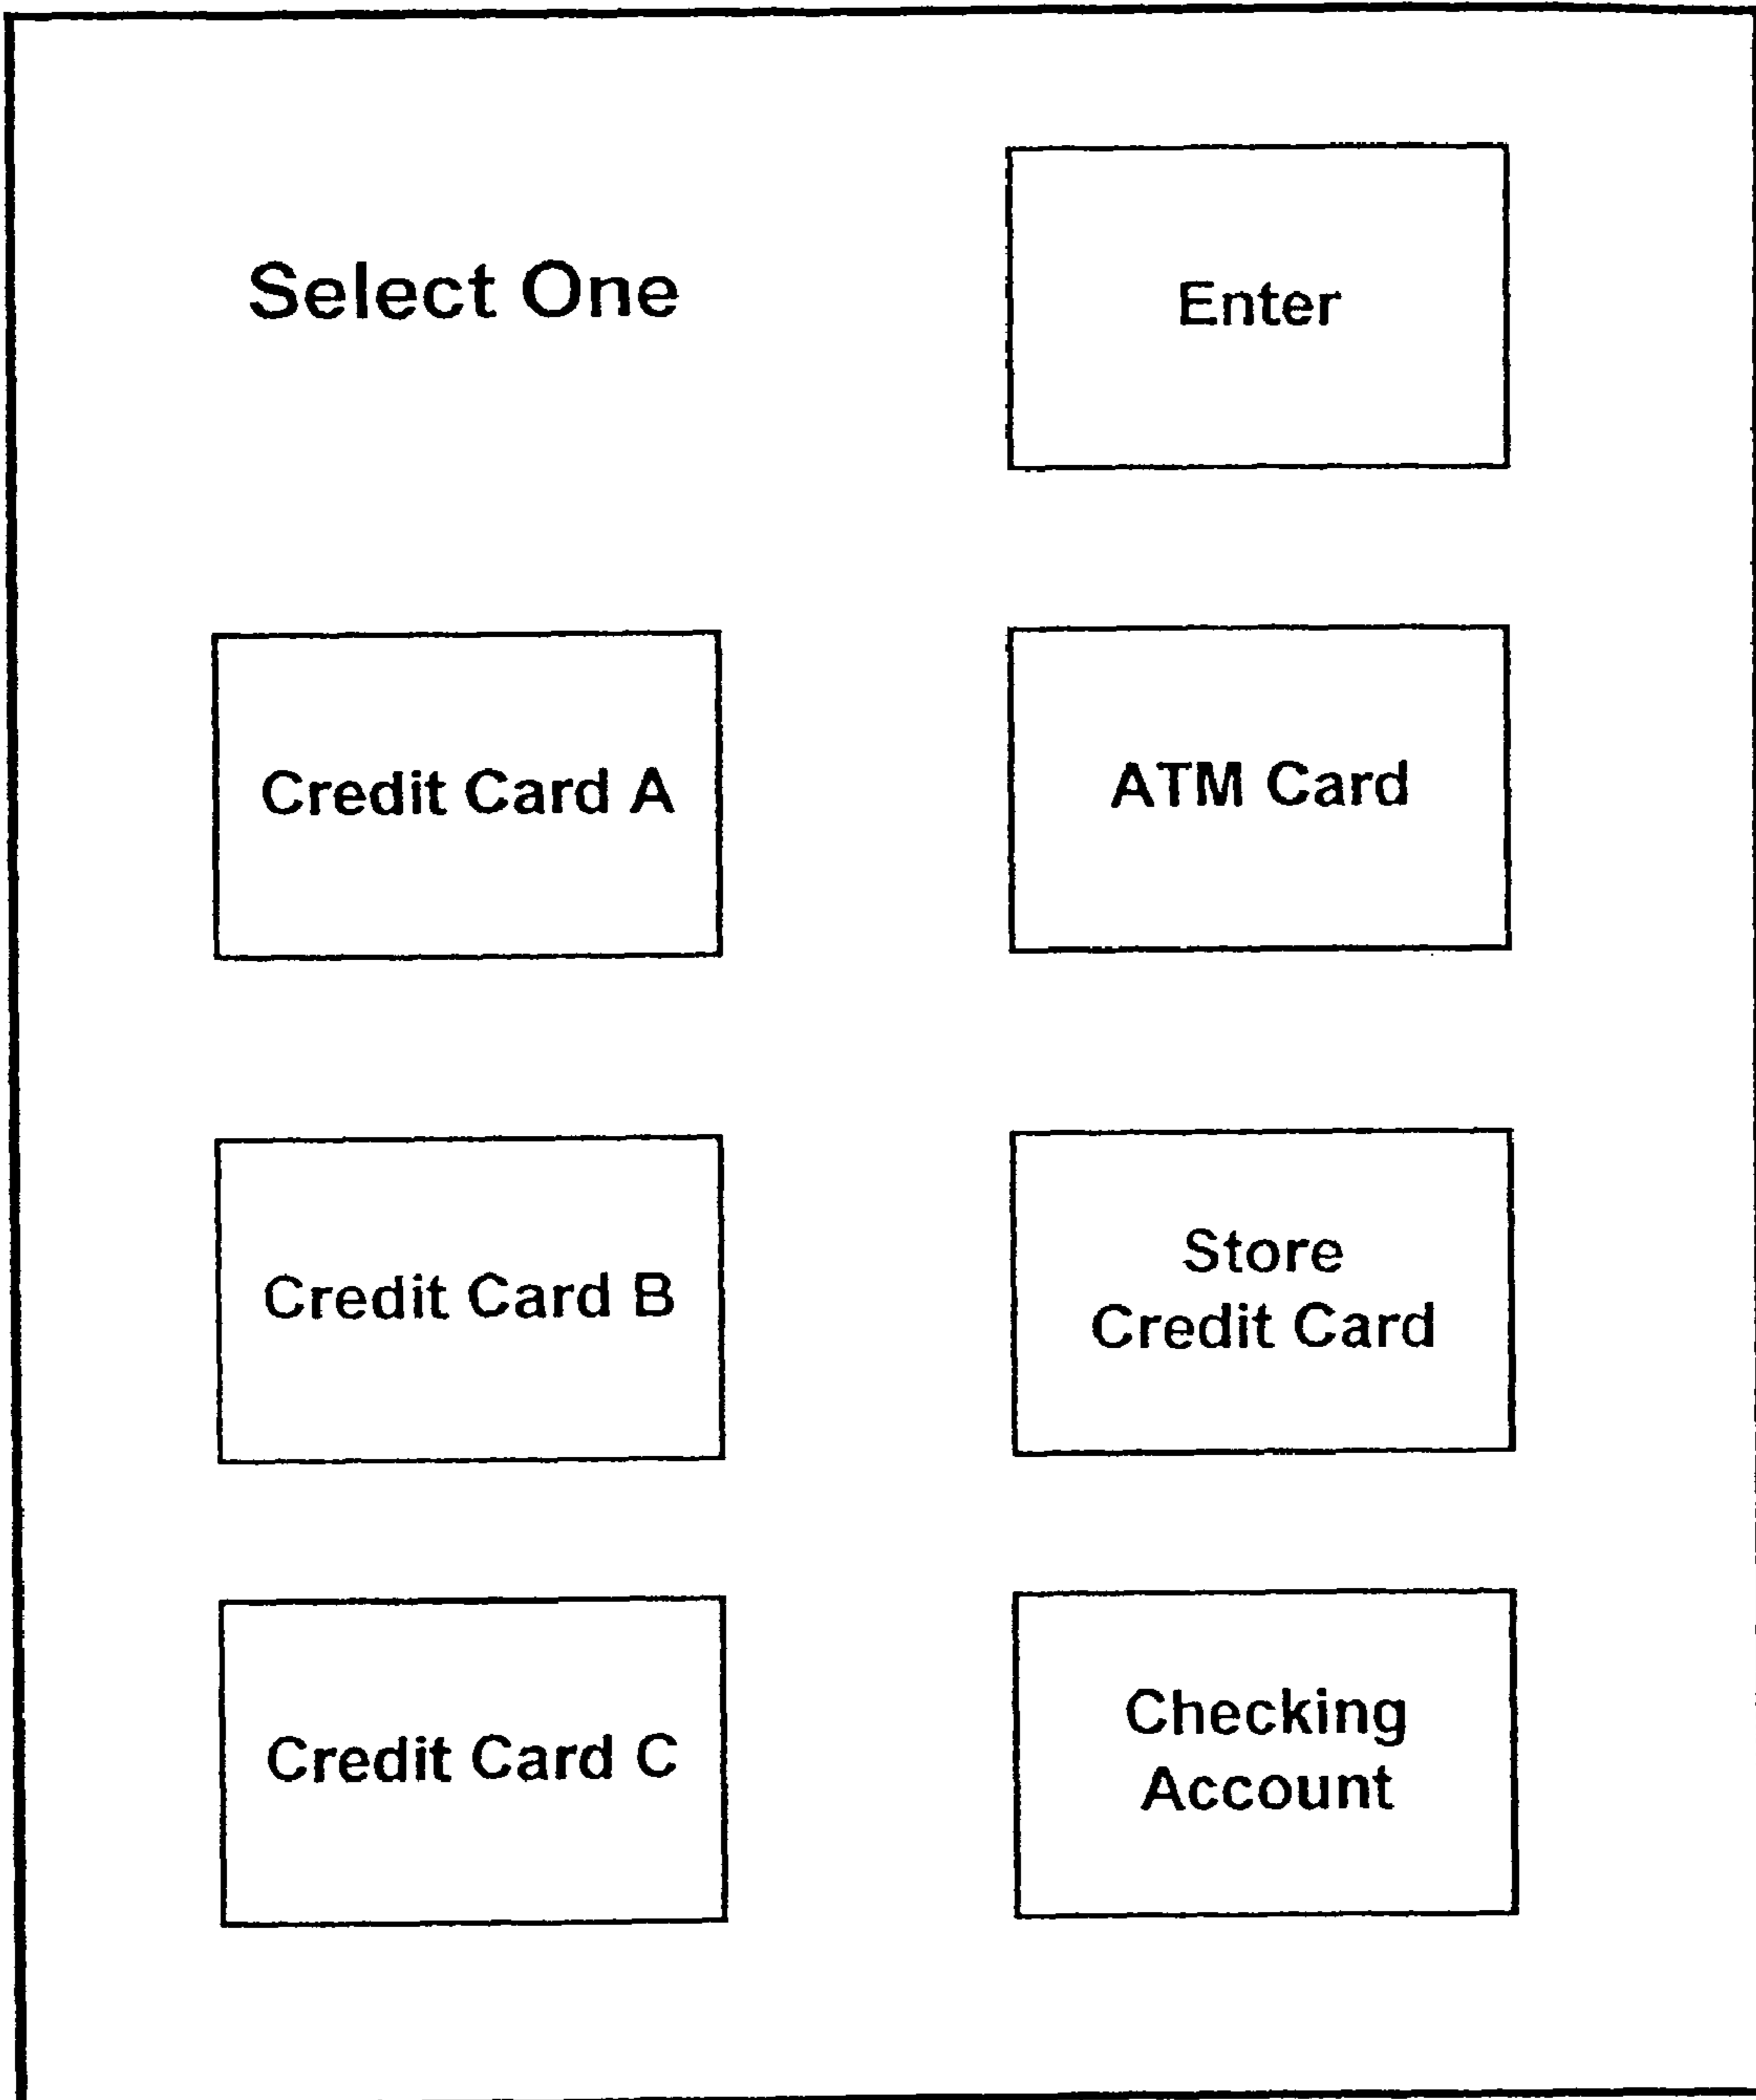 Select One
Enter
Credit Card A
ATM Card
Credit Card B
Store
Credit Card
Credit Card C
Checking
Account